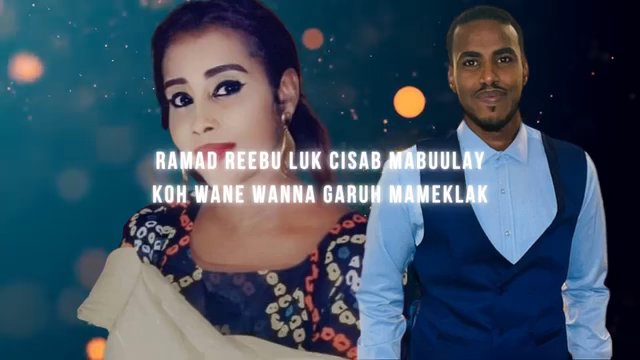 RAMAD REEBU LUK CISAB MABUULAY
KOH WANE WANNA GARUH MAMEKLAK